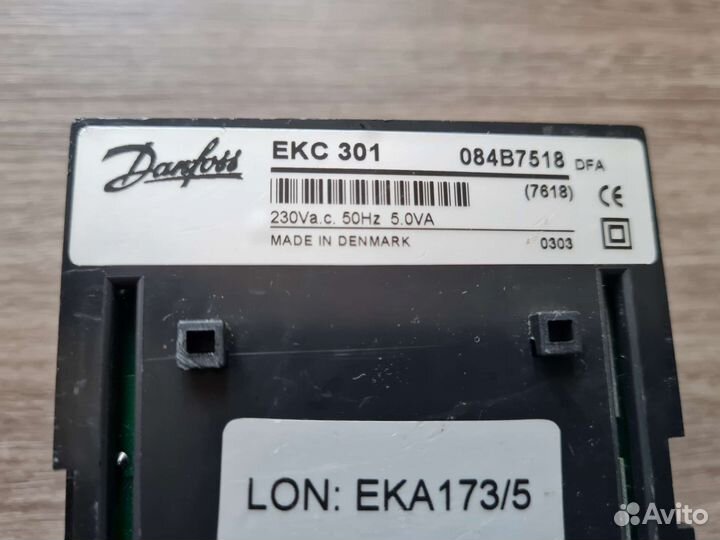 Danfoss EKC 301 084B7518 DFA
(7618) CE
230Va.c. 50Hz 5.0VA
MADE IN DENMARK 0303
LON: EKA173/5
Avito